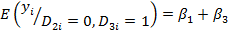 E(yᵢ/D₂ᵢ = 0, D₃ᵢ = 1) = β₁ + β₃